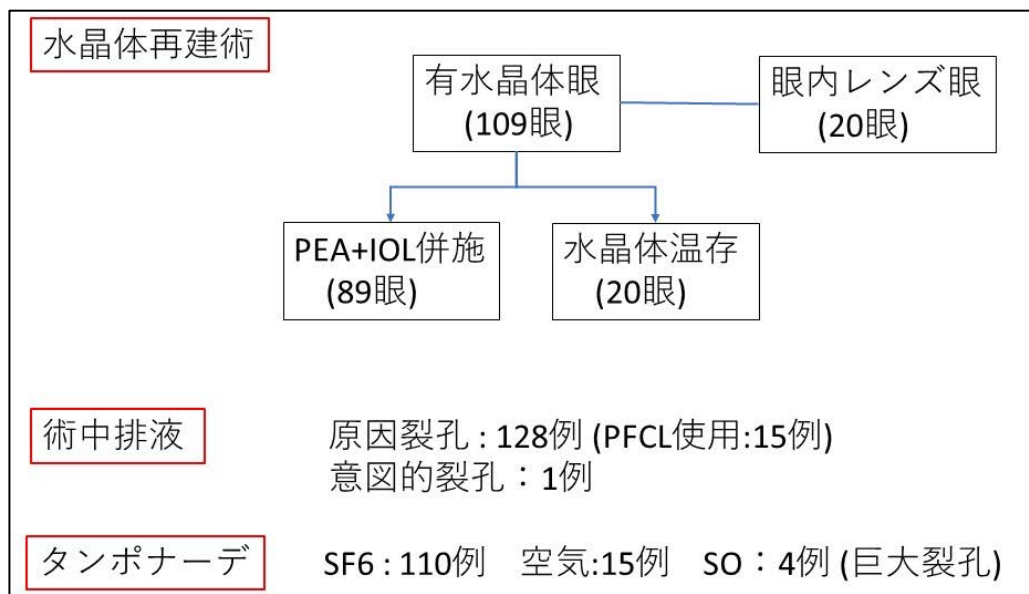 水晶体再建術
有水晶体眼
(109眼)
眼内レンズ眼
(20眼)
PEA+IOL併施
(89眼)
水晶体温存
(20眼)
術中排液
原因裂孔 : 128例 (PFCL使用:15例)
意図的裂孔：1例
タンポナーデ
SF6 : 110例 空気:15例 SO：4例 (巨大裂孔)